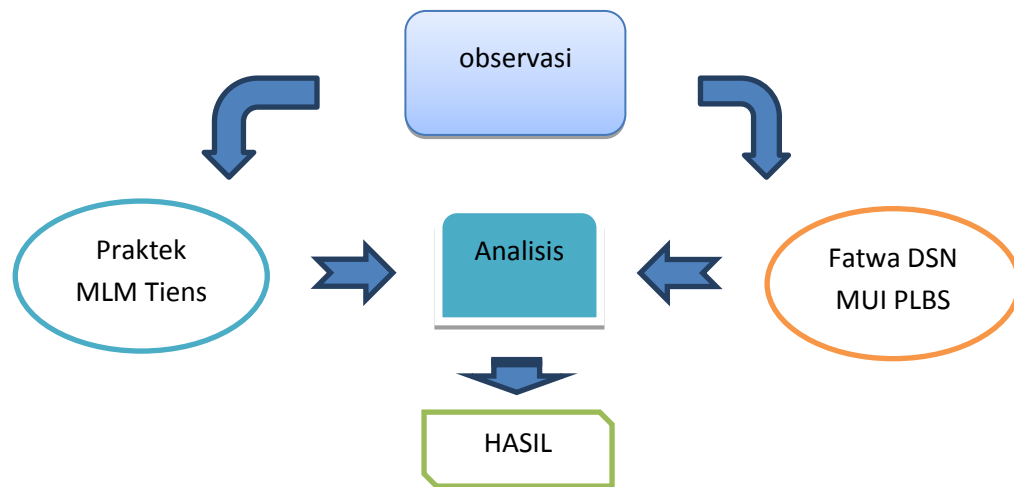 observasi
Praktek
MLM Tiens
Analisis
Fatwa DSN
MUI PLBS
HASIL